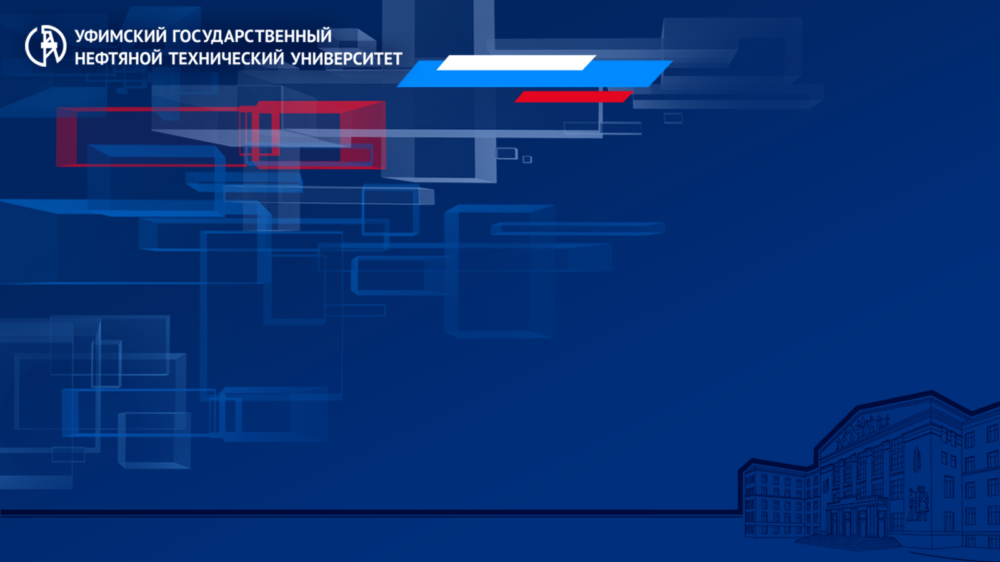 УФИМСКИЙ ГОСУДАРСТВЕННЫЙ
НЕФТЯНОЙ ТЕХНИЧЕСКИЙ УНИВЕРСИТЕТ